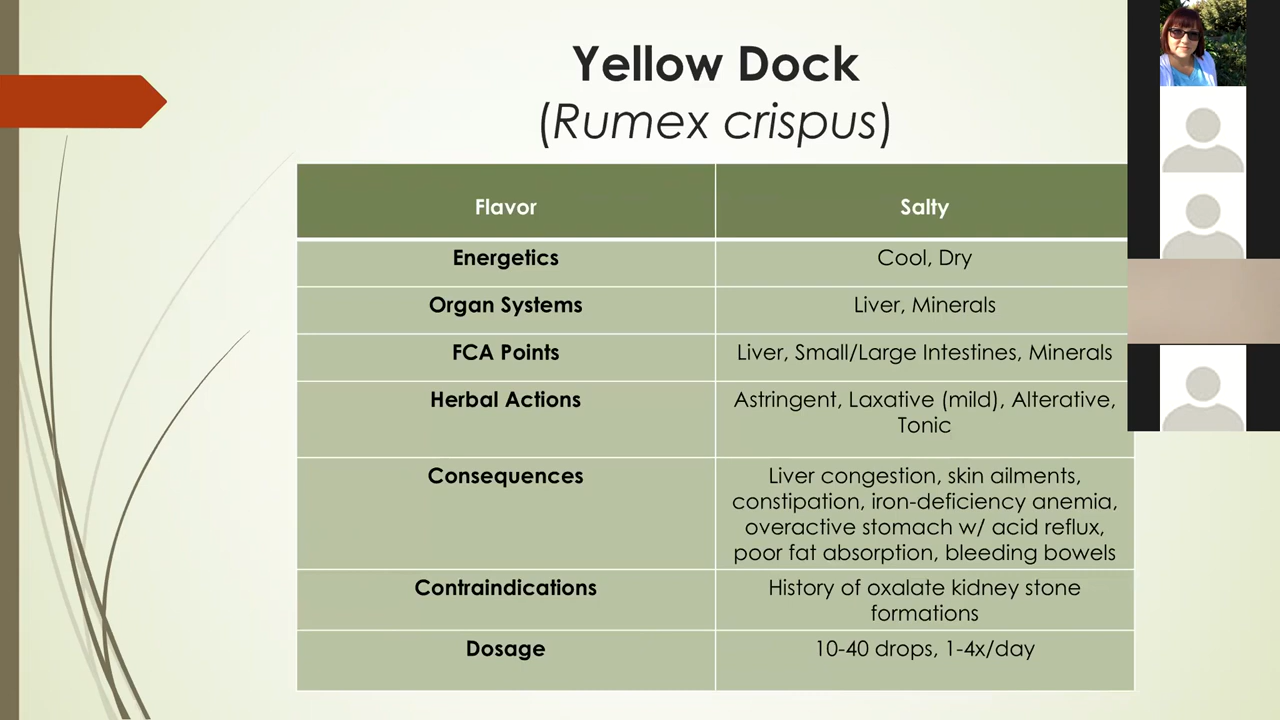 Yellow Dock
(Rumex crispus)
Flavor Salty
Energetics Cool, Dry
Organ Systems Liver, Minerals
FCA Points Liver, Small/Large Intestines, Minerals
Herbal Actions Astringent, Laxative (mild), Alterative,
Tonic
Consequences Liver congestion, skin ailments,
constipation, iron-deficiency anemia,
overactive stomach w/ acid reflux,
poor fat absorption, bleeding bowels
Contraindications History of oxalate kidney stone
formations
Dosage 10-40 drops, 1-4x/day